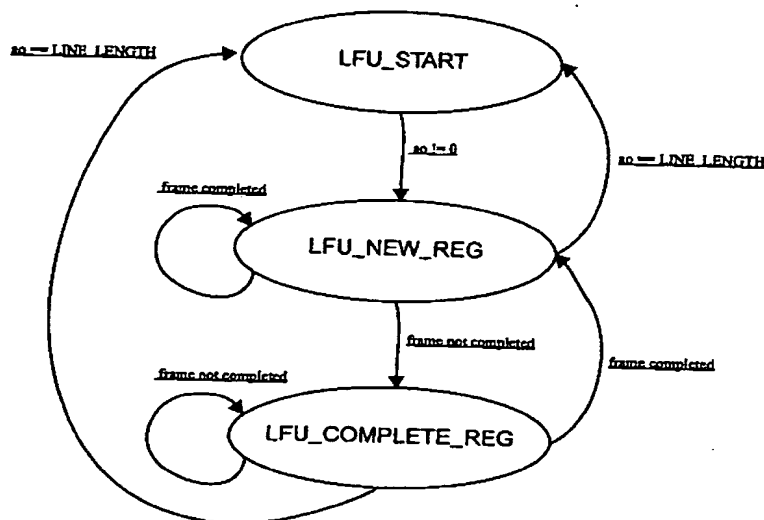 ao == LINE_LENGTH
LFU_START
ao != 0
ao == LINE_LENGTH
frame completed
LFU_NEW_REG
frame not completed
frame completed
frame not completed
LFU_COMPLETE_REG